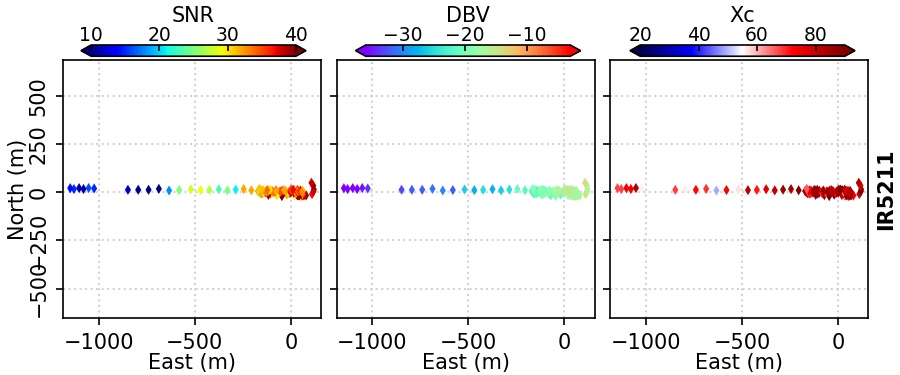 SNR DBV Xc
10 20 30 40 −30 −20 −10 20 40 60 80
500
250
0
−250
−500
North (m)
IR5211
−1000 −500 0 −1000 −500 0 −1000 −500 0
East (m) East (m) East (m)